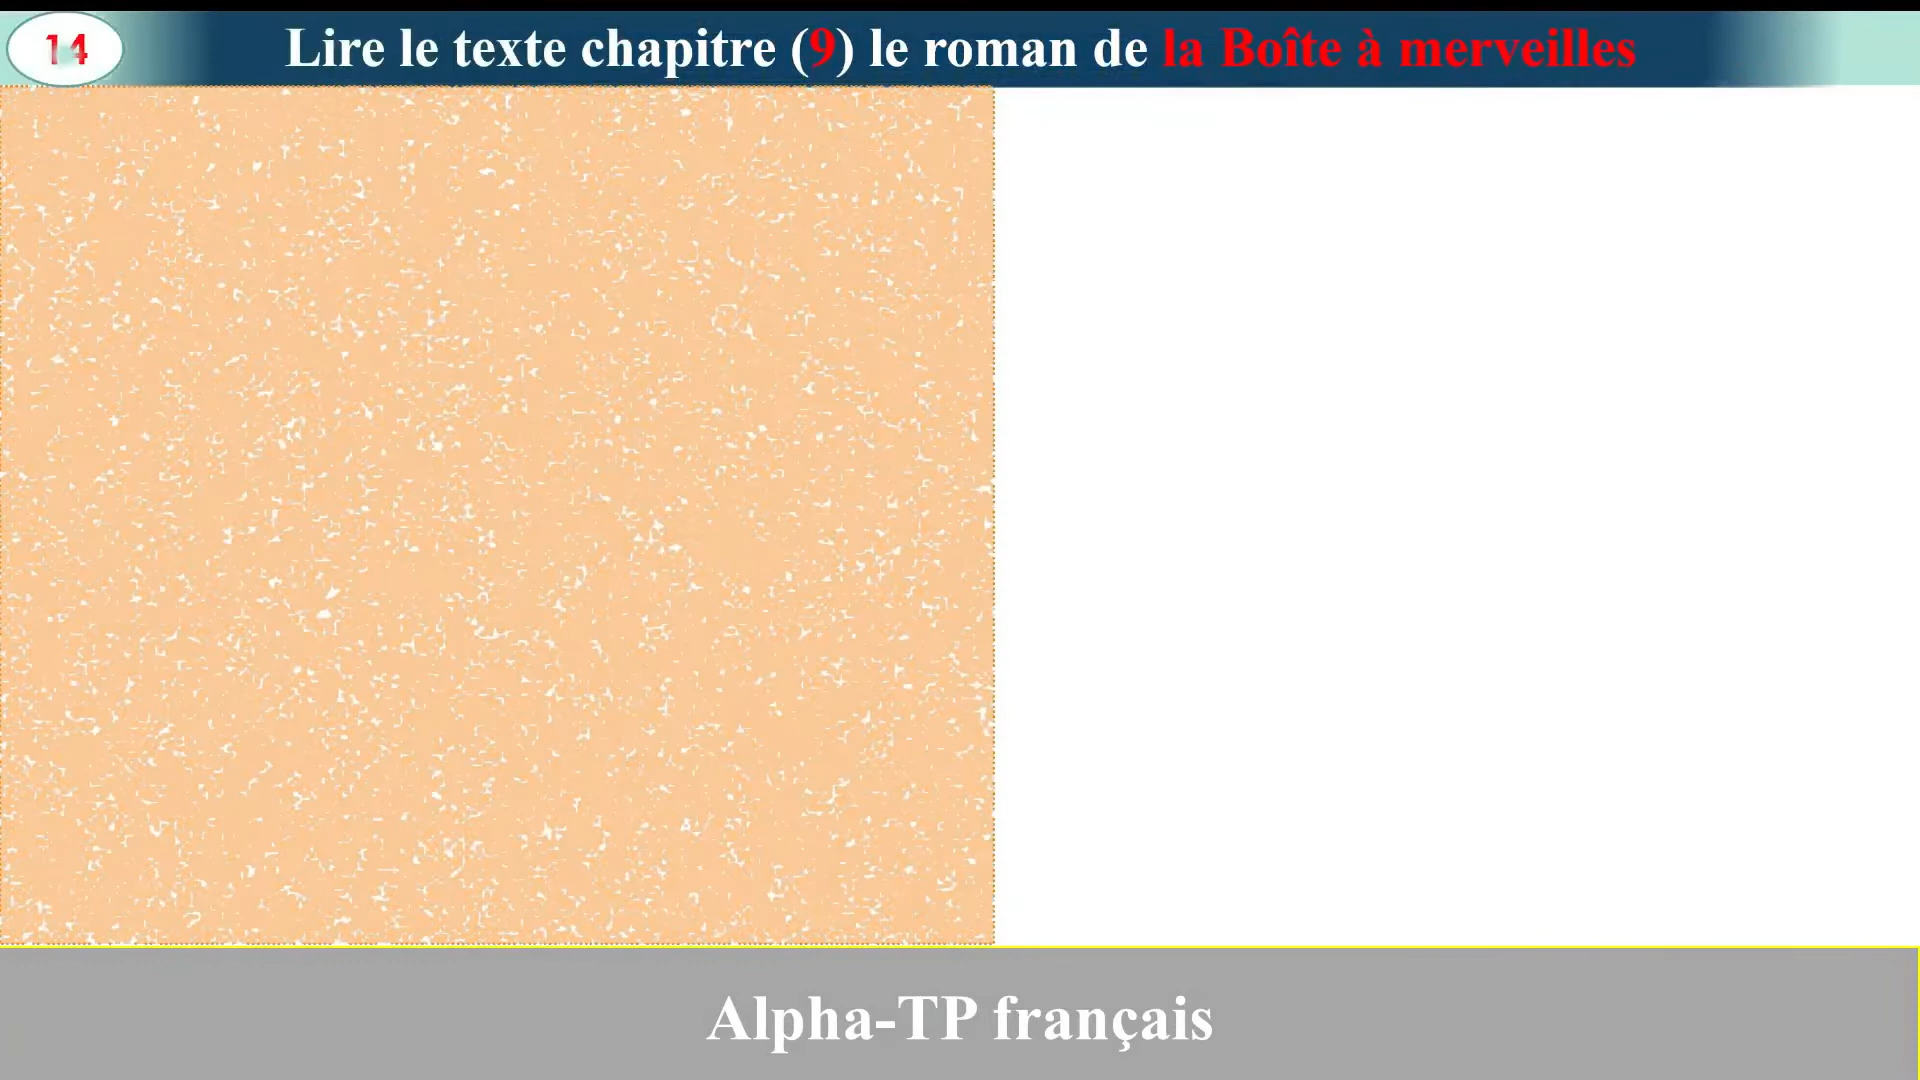 14
Lire le texte chapitre (9) le roman de la Boîte à merveilles
Alpha-TP français